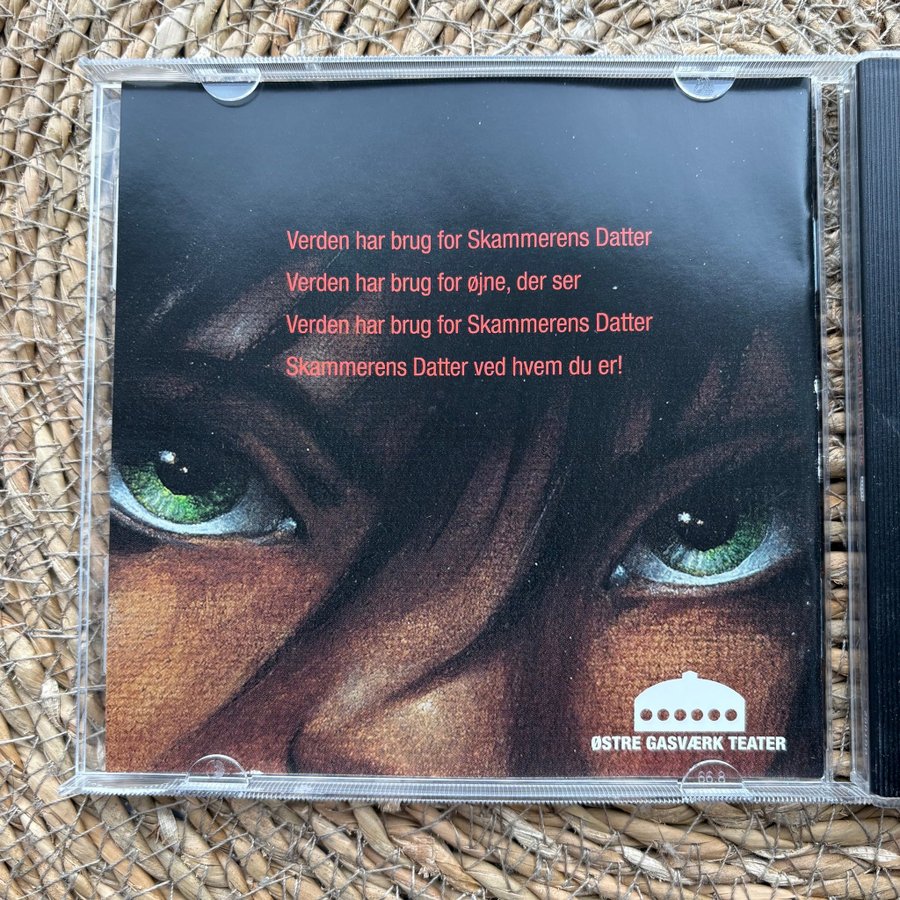 Verden har brug for Skammerens Datter
Verden har brug for øjne, der ser
Verden har brug for Skammerens Datter
Skammerens Datter ved hvem du er!
ØSTRE GASVÆRK TEATER